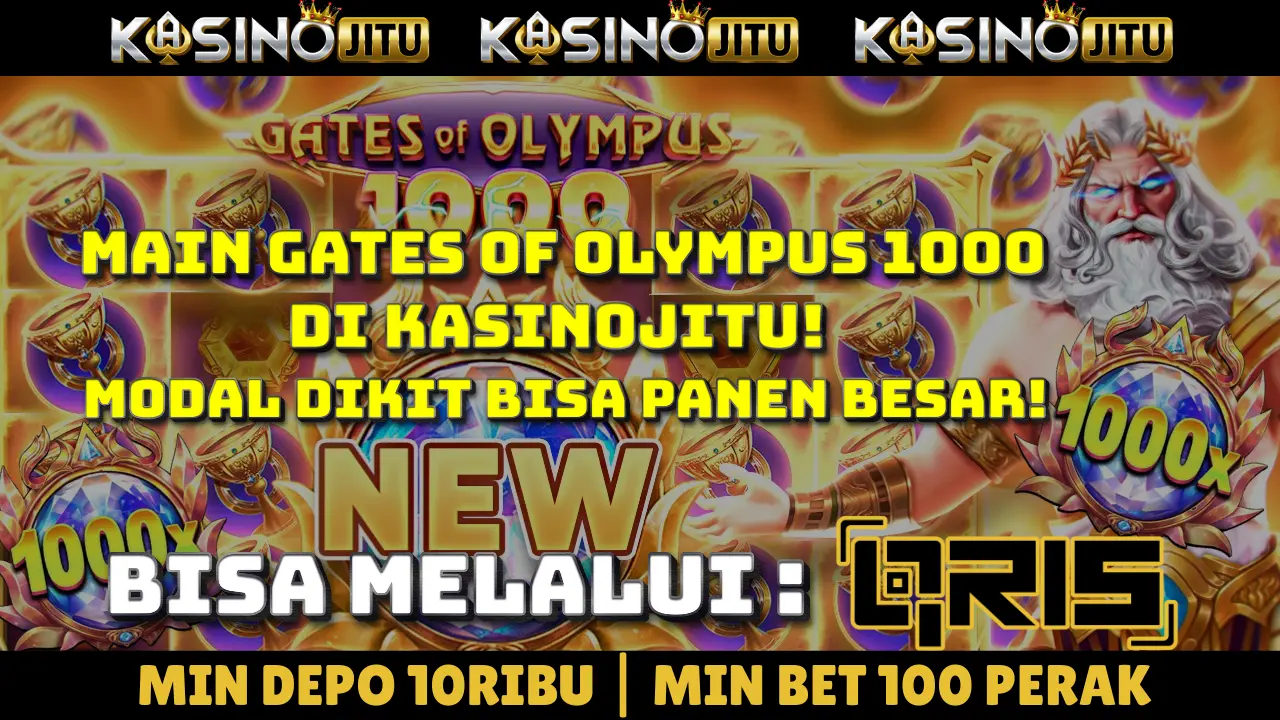 KASINOJITU KASINOJITU KASINOJITU
GATES of OLYMPUS
1000
MAIN GATES OF OLYMPUS 1000
DI KASINOJITU!
MODAL DIKIT BISA PANEN BESAR!
1000x
NEW
1000x
BISA MELALUI : QRIS
MIN DEPO 10RIBU | MIN BET 100 PERAK